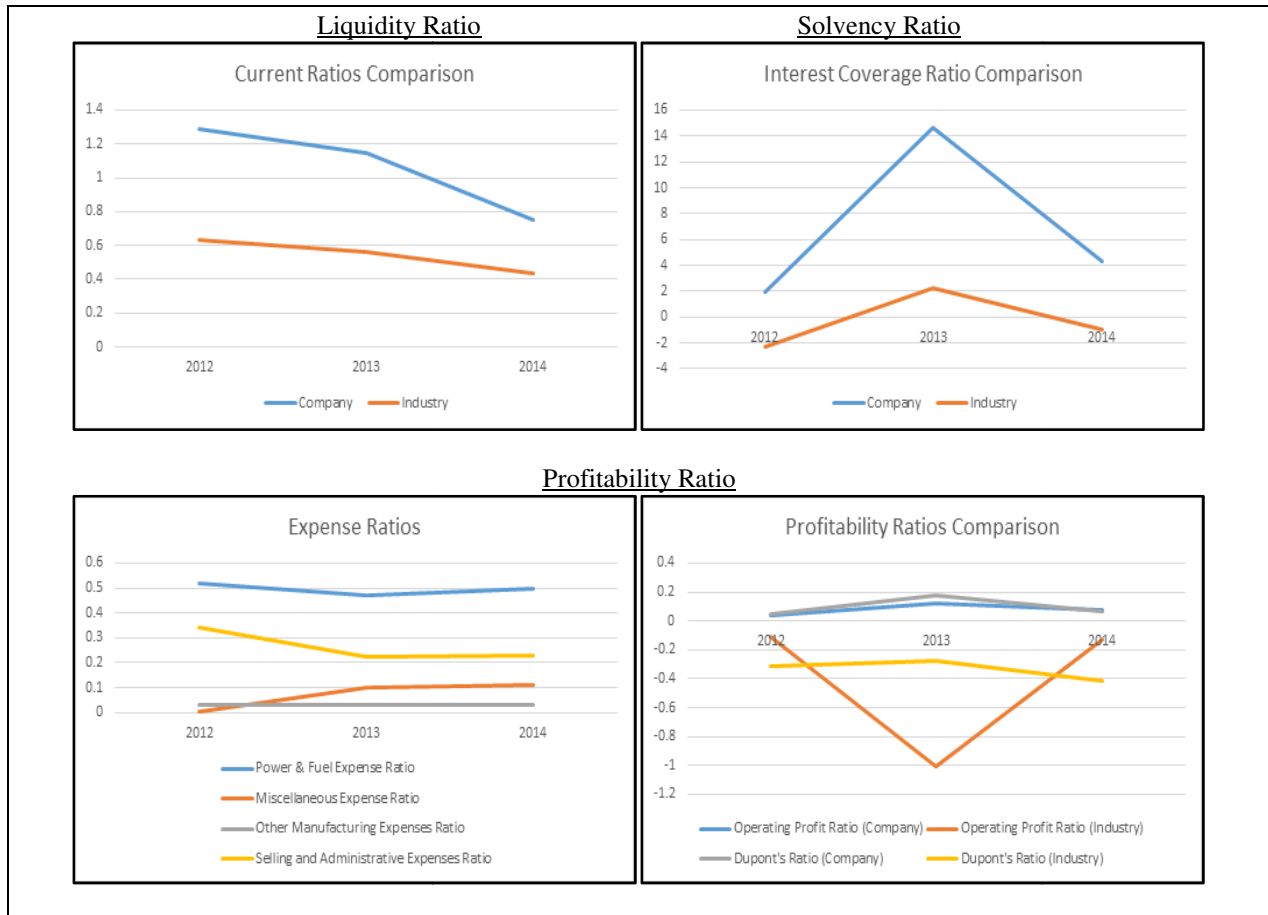 Liquidity Ratio
Solvency Ratio
Current Ratios Comparison
1.4
1.2
1
0.8
0.6
0.4
0.2
0
2012 2013 2014
Company Industry
Interest Coverage Ratio Comparison
16
14
12
10
8
6
4
2
0
-2
-4
2012 2013 2014
Company Industry
Profitability Ratio
Expense Ratios
0.6
0.5
0.4
0.3
0.2
0.1
0
2012 2013 2014
Power & Fuel Expense Ratio
Miscellaneous Expense Ratio
Other Manufacturing Expenses Ratio
Selling and Administrative Expenses Ratio
Profitability Ratios Comparison
0.4
0.2
0
-0.2
-0.4
-0.6
-0.8
-1
-1.2
2012 2013 2014
Operating Profit Ratio (Company) Operating Profit Ratio (Industry)
Dupont's Ratio (Company) Dupont's Ratio (Industry)